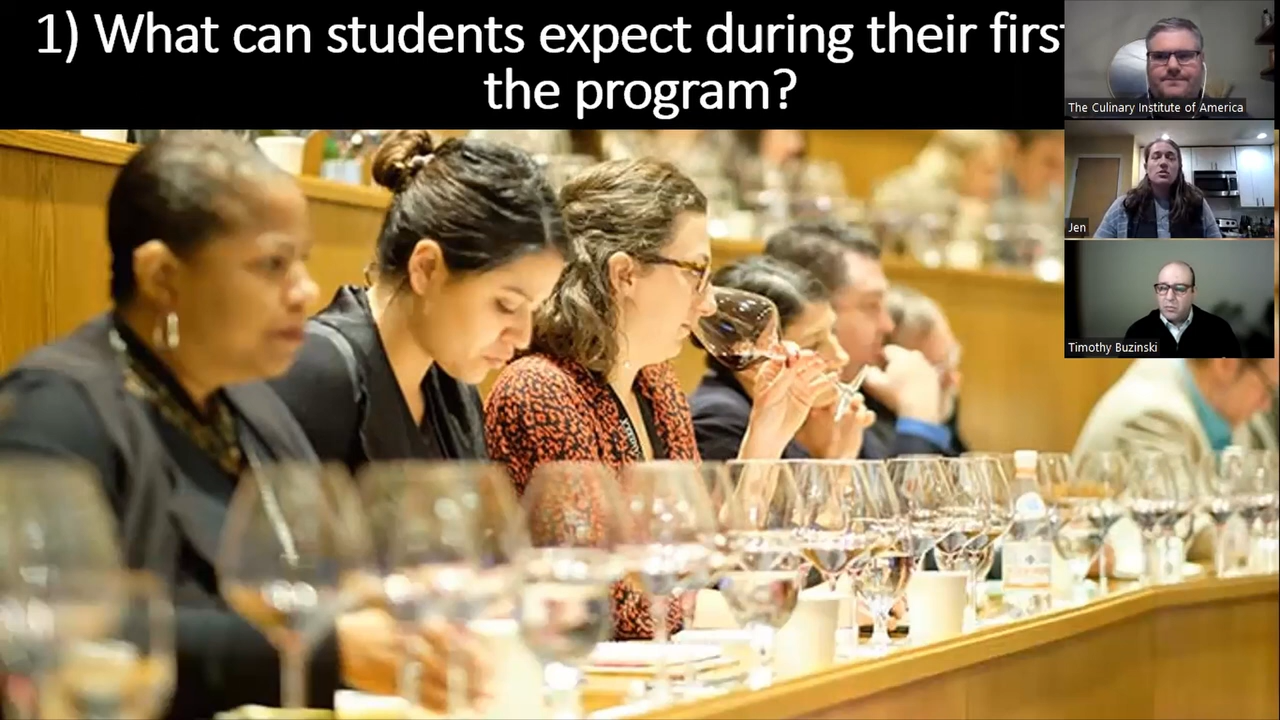 1) What can students expect during their firs
the program?
The Culinary Institute of America
Jen
Timothy Buzinski